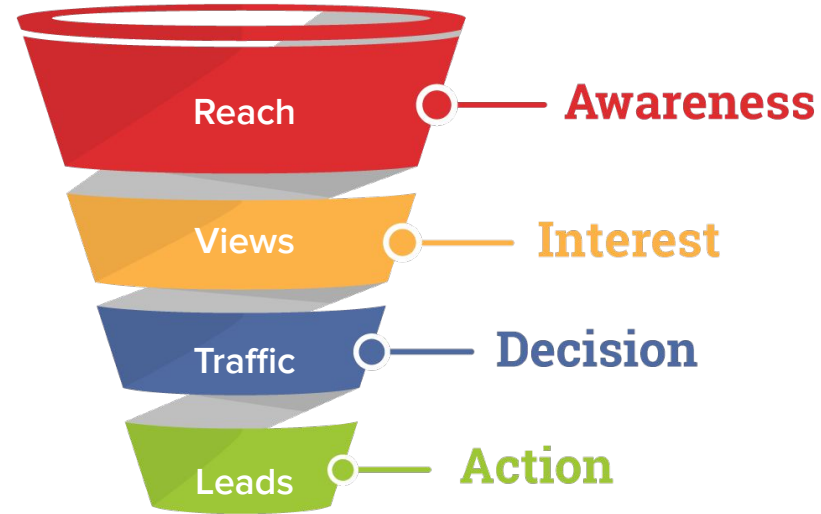 Reach
Awareness
Views
Interest
Traffic
Decision
Leads
Action